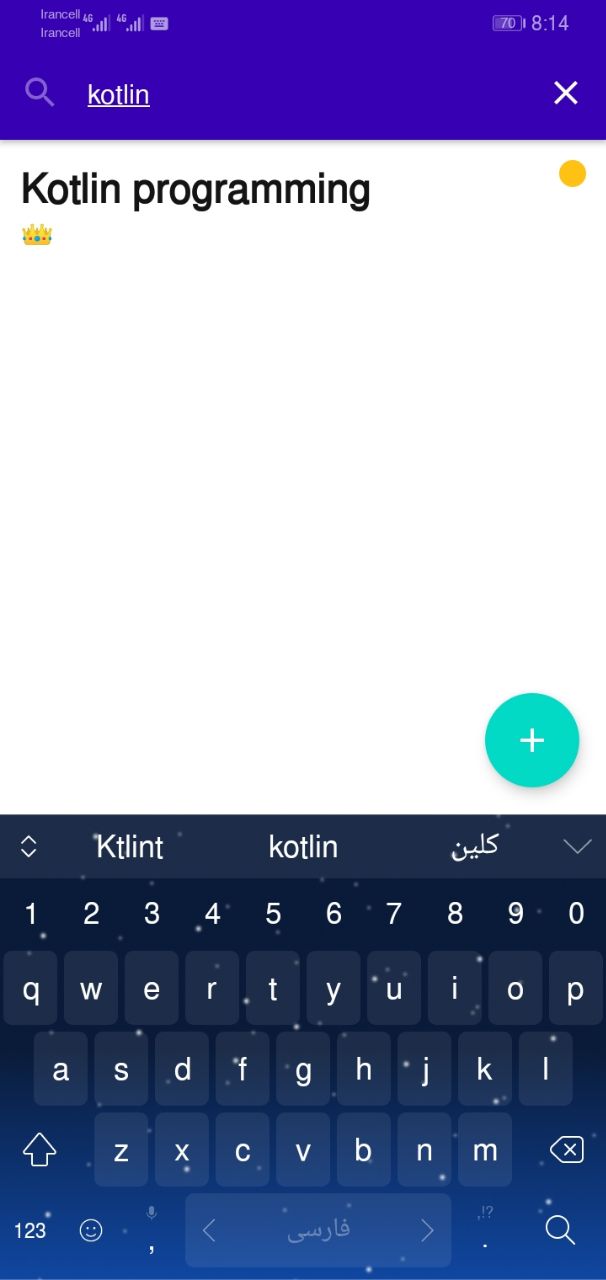 Irancell 4G 4G 70 8:14
Irancell
kotlin
Kotlin programming
Ktlint kotlin کلین
1 2 3 4 5 6 7 8 9 0
q w e r t y u i o p
a s d f g h j k l
z x c v b n m
123 , فارسی ,!? .